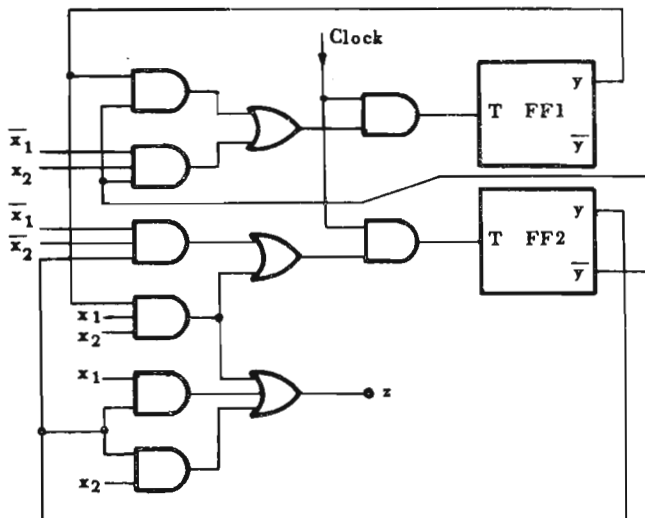 Clock
y
T FF1
x̅₁
y̅
x₂
x̅₁
y
x̅₂
T FF2
y̅
x₁
x₂
x₁
z
x₂